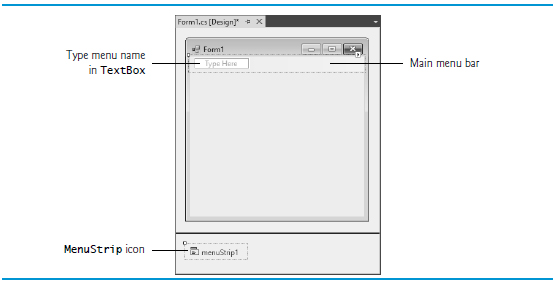 Form1.cs [Design]*
Form1
Type menu name
in TextBox
Type Here
Main menu bar
MenuStrip icon
menuStrip1